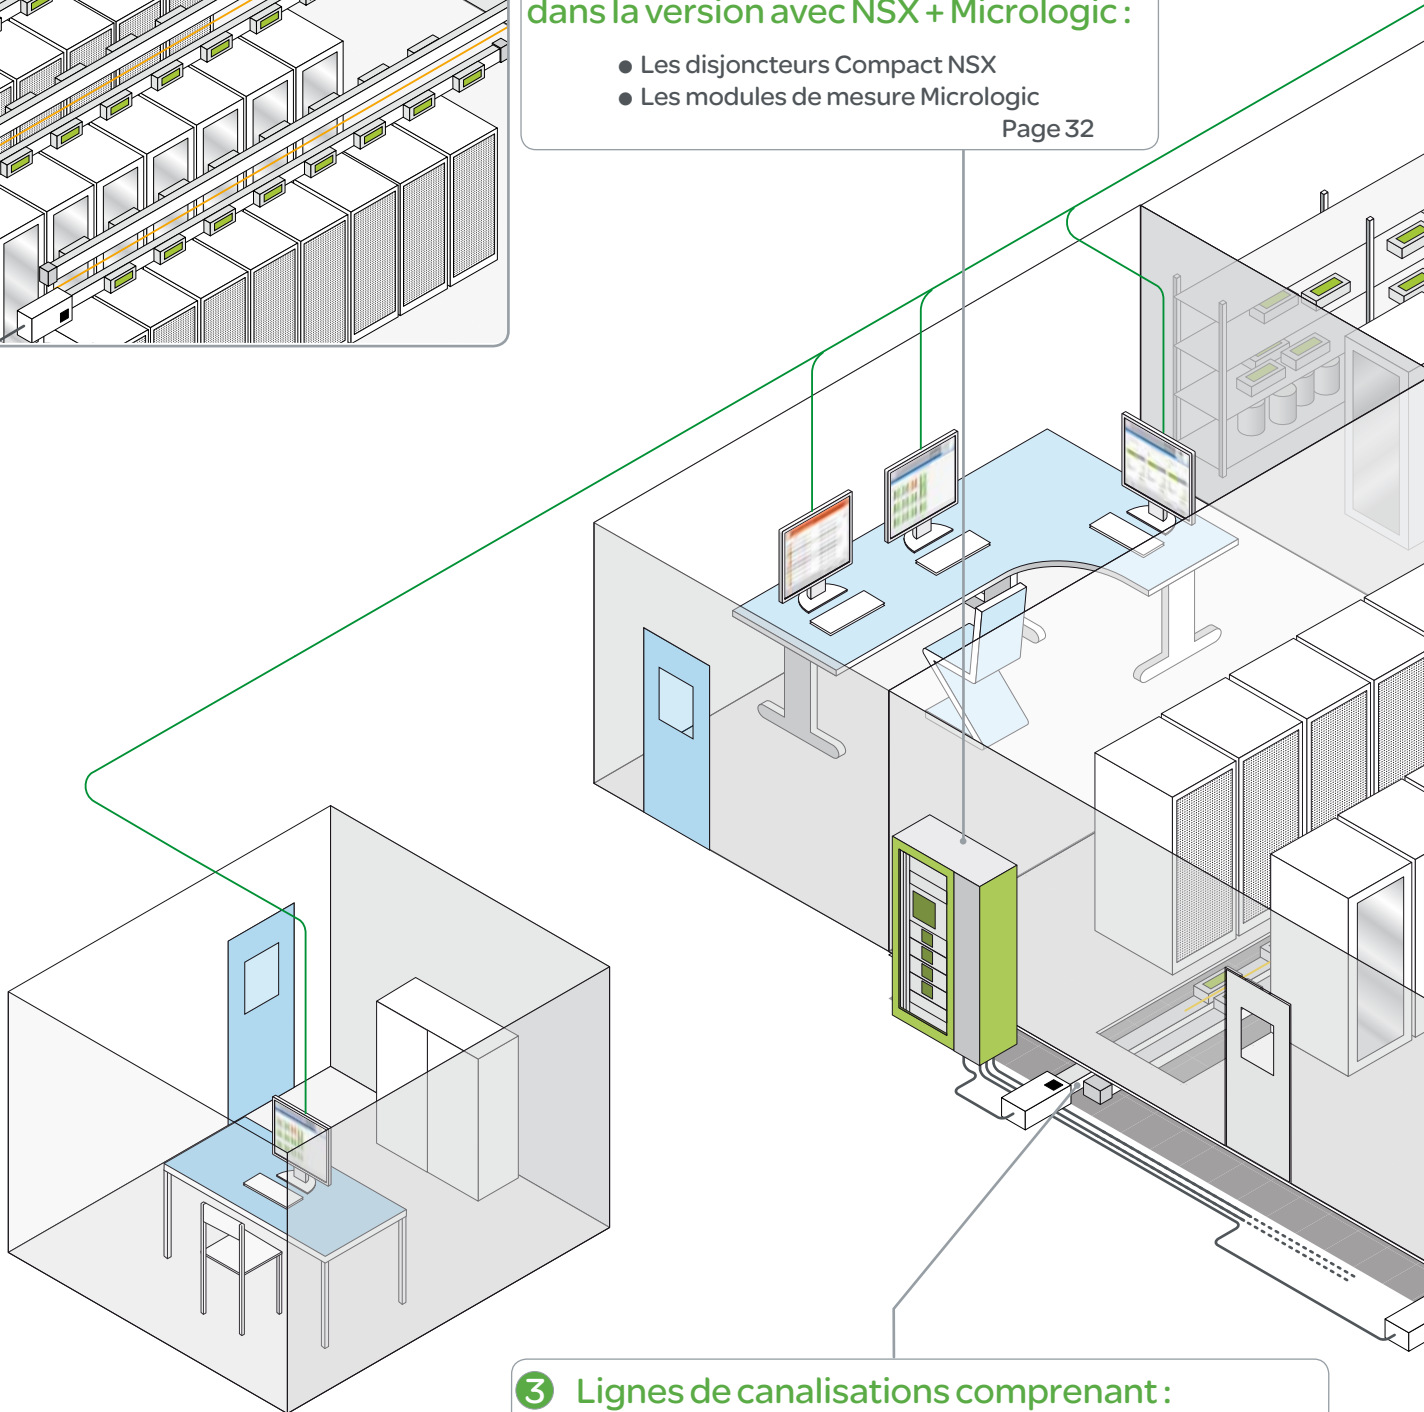 dans la version avec NSX + Micrologic :
● Les disjoncteurs Compact NSX
● Les modules de mesure Micrologic
Page 32
3 Lignes de canalisations comprenant :